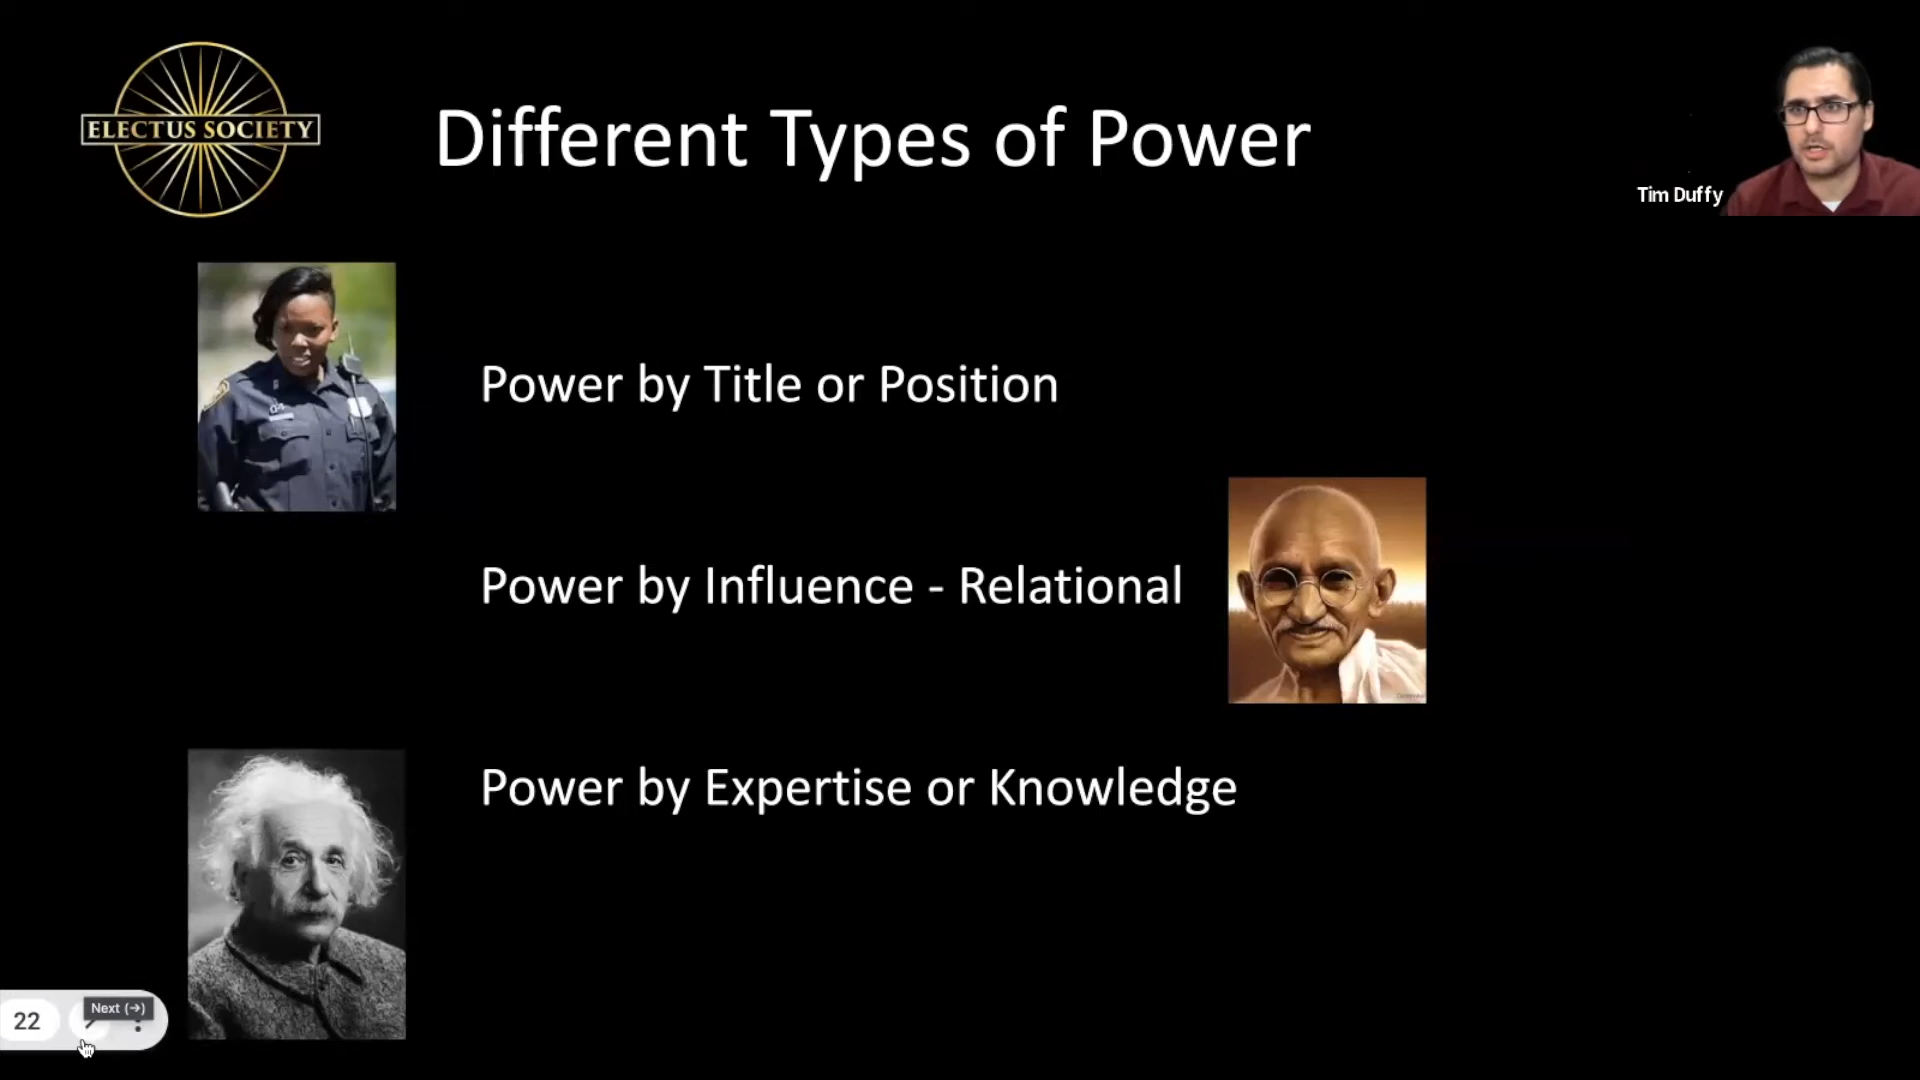 ELECTUS SOCIETY
Different Types of Power
Tim Duffy
Power by Title or Position
Power by Influence - Relational
Power by Expertise or Knowledge
22
Next (→)